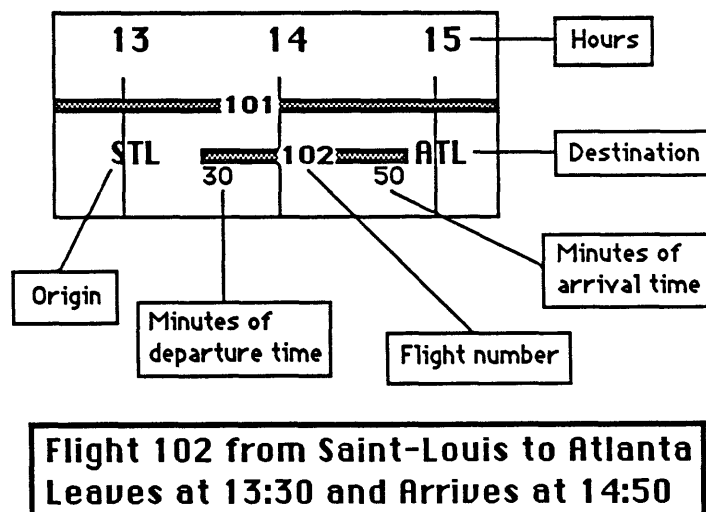 13 14 15
Hours
101
STL 102 ATL
Destination
30 50
Minutes of
arrival time
Origin
Minutes of
departure time
Flight number
Flight 102 from Saint-Louis to Atlanta
Leaves at 13:30 and Arrives at 14:50